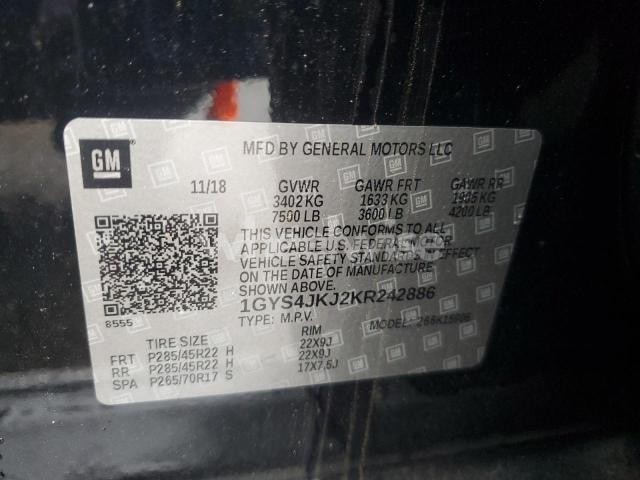 GM
MFD BY GENERAL MOTORS LLC
11/18 GVWR GAWR FRT GAWR RR
3402 KG 1633 KG 1905 KG
7500 LB 3600 LB 4200 LB
THIS VEHICLE CONFORMS TO ALL
APPLICABLE U.S. FEDERAL MOTOR
VEHICLE SAFETY STANDARDS IN EFFECT
ON THE DATE OF MANUFACTURE
SHOWN ABOVE.
1GYS4JKJ2KR242886
8555
TYPE: M.P.V. MODEL:
TIRE SIZE RIM
FRT P285/45R22 H 22X9J
RR P285/45R22 H 22X9J
SPA P265/70R17 S 17X7.5J